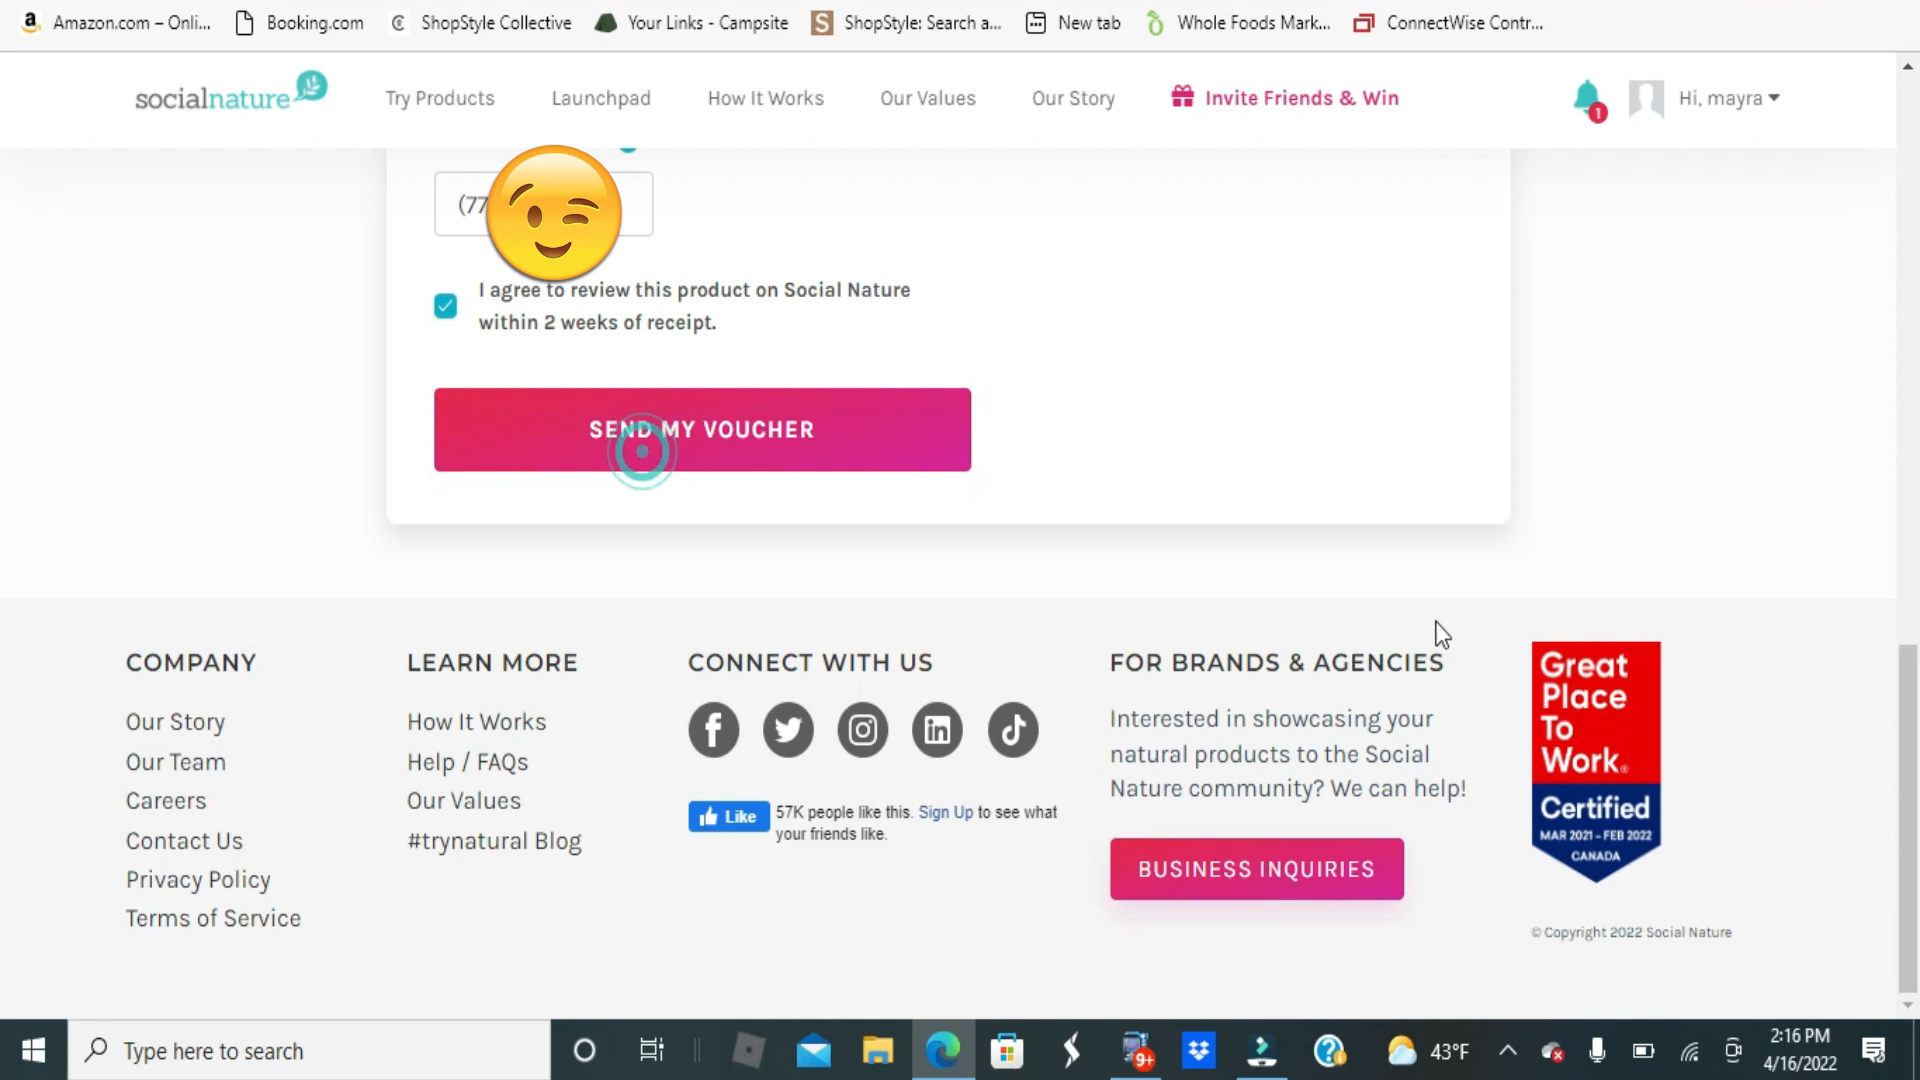 Amazon.com – Onli... Booking.com ShopStyle Collective Your Links - Campsite S ShopStyle: Search a... New tab Whole Foods Mark... ConnectWise Contr...
socialnature Try Products Launchpad How It Works Our Values Our Story Invite Friends & Win 1 Hi, mayra
(77
I agree to review this product on Social Nature
within 2 weeks of receipt.
SEND MY VOUCHER
COMPANY
Our Story
Our Team
Careers
Contact Us
Privacy Policy
Terms of Service
LEARN MORE
How It Works
Help / FAQs
Our Values
#trynatural Blog
CONNECT WITH US
Like 57K people like this. Sign Up to see what
your friends like.
FOR BRANDS & AGENCIES
Interested in showcasing your
natural products to the Social
Nature community? We can help!
BUSINESS INQUIRIES
Great
Place
To
Work®
Certified
MAR 2021 - FEB 2022
CANADA
© Copyright 2022 Social Nature
Type here to search 9+ 43°F 2:16 PM
4/16/2022